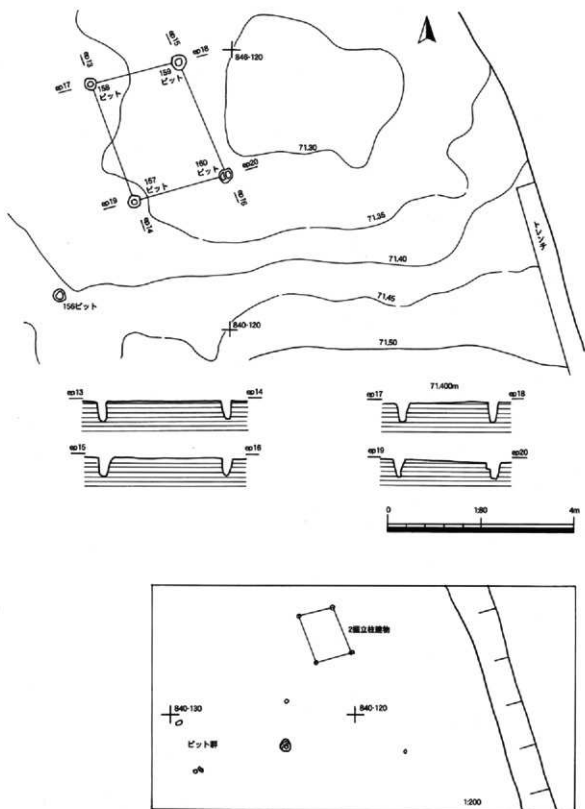 ep15
ep13
ep18
846-120
ep17
159
ピット
158
ピット
71.30
160
ピット
157
ピット
ep20
ep19
ep14
ep16
71.35
トレンチ
71.40
71.45
156ピット
840-120
71.50
ep13
ep14
ep17
71.400m
ep18
ep15
ep16
ep19
ep20
0
1:80
4m
2掘立柱建物
840-130
840-120
ピット群
1:200